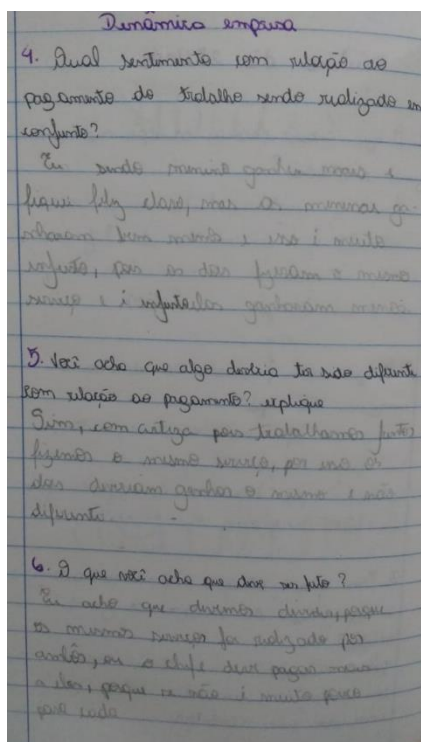 Dinâmica empresa
4. Qual sentimento com relação ao
pagamento do trabalho sendo realizado em
conjunto?
Eu sendo menino ganhei mais e
fiquei feliz claro, mas as meninas ga-
nharam bem menos e isso é muito
injusto, pois os dois fizeram o mesmo
serviço e é injusto elas ganharam menos.
5. Você acha que algo deveria ter sido diferente
com relação ao pagamento? explique
Sim, com certeza pois trabalhamos juntos
fizemos o mesmo serviço, por isso os
dois deveriam ganhar o mesmo e não
diferente.
6. O que você acha que deve ser feito?
Eu acho que devemos dividir, porque
os mesmos serviços foi realizado por
ambos, ou o chefe deve pagar mais
a elas, porque se não é muito pouco
para cada